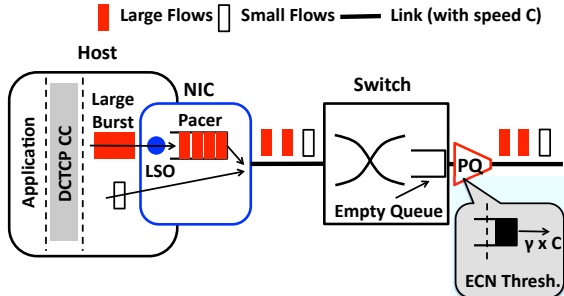 Large Flows
Small Flows
Link (with speed C)
Host
NIC
Switch
Application
DCTCP CC
Large
Burst
Pacer
LSO
PQ
Empty Queue
γ x C
ECN Thresh.